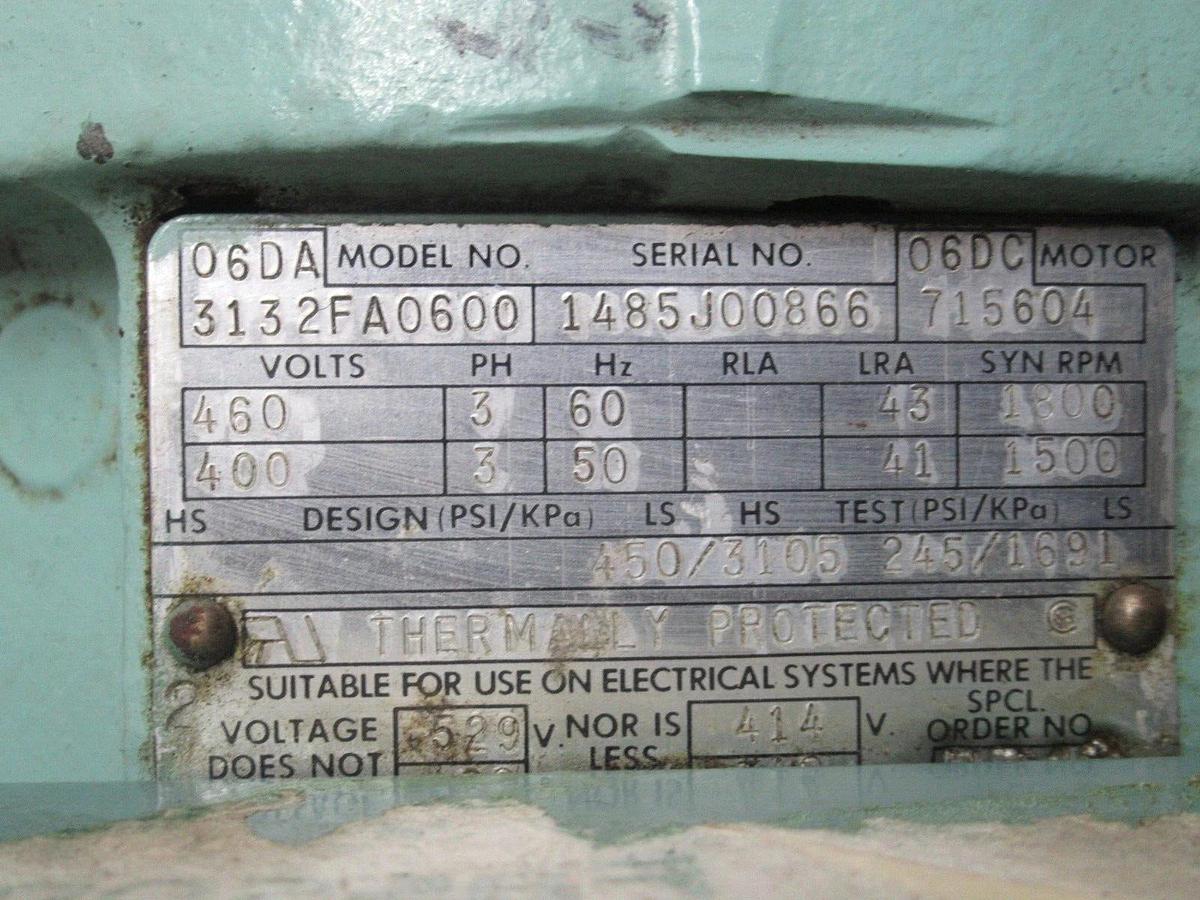 06DA MODEL NO. SERIAL NO. 06DC MOTOR
3132FA0600 1485J00866 715604
VOLTS PH Hz RLA LRA SYN RPM
460 3 60 43 1800
400 3 50 41 1500
HS DESIGN (PSI/KPa) LS HS TEST (PSI/KPa) LS
450/3105 245/1691
THERMALLY PROTECTED
SUITABLE FOR USE ON ELECTRICAL SYSTEMS WHERE THE
VOLTAGE 529 V. NOR IS 414 V. SPCL.
DOES NOT LESS ORDER NO.